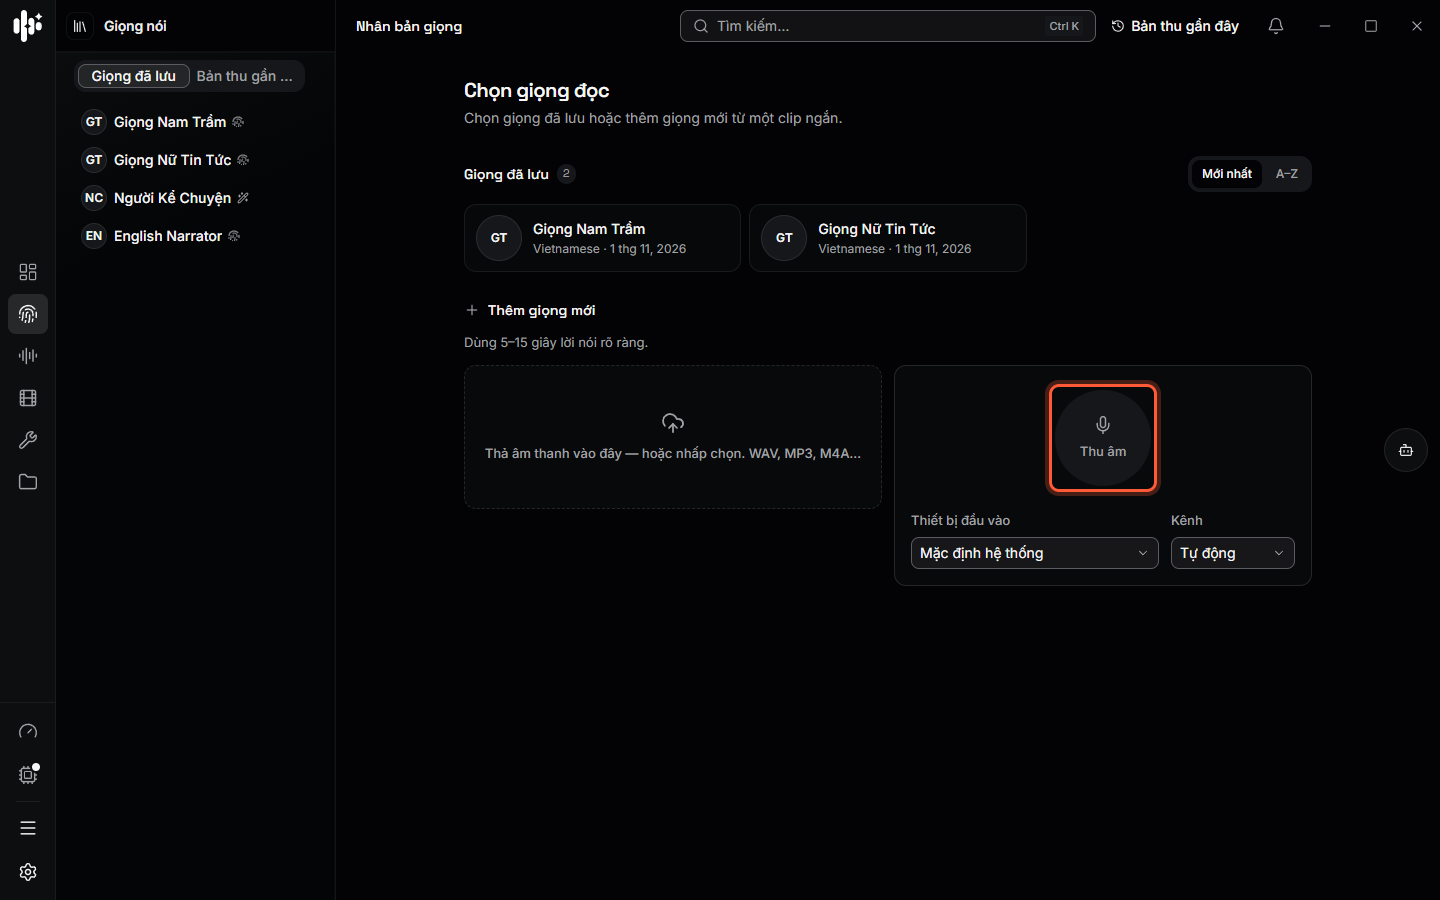 Giọng nói
Nhân bản giọng
Tìm kiếm...
Ctrl K
Bản thu gần đây
Giọng đã lưu
Bản thu gần ...
GT
Giọng Nam Trầm
GT
Giọng Nữ Tin Tức
NC
Người Kể Chuyện
EN
English Narrator
Chọn giọng đọc
Chọn giọng đã lưu hoặc thêm giọng mới từ một clip ngắn.
Giọng đã lưu 2
Mới nhất
A–Z
GT
Giọng Nam Trầm
Vietnamese · 1 thg 11, 2026
GT
Giọng Nữ Tin Tức
Vietnamese · 1 thg 11, 2026
Thêm giọng mới
Dùng 5–15 giây lời nói rõ ràng.
Thả âm thanh vào đây — hoặc nhấp chọn. WAV, MP3, M4A...
Thu âm
Thiết bị đầu vào
Kênh
Mặc định hệ thống
Tự động